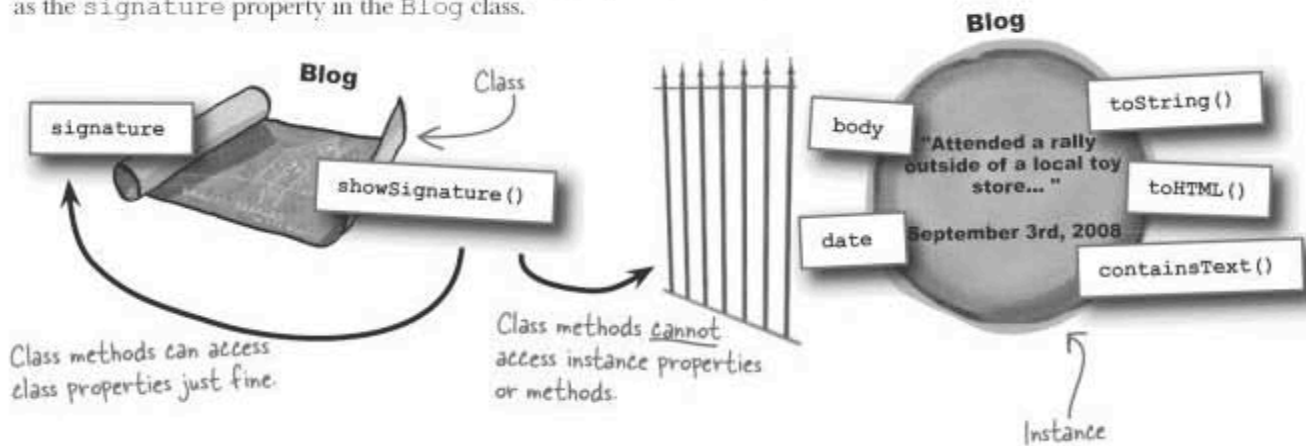 as the signature property in the Blog class.
Blog
Class
signature
showSignature()
Class methods can access
class properties just fine.
Class methods cannot
access instance properties
or methods.
Blog
body
date
"Attended a rally
outside of a local toy
store... "
September 3rd, 2008
toString()
toHTML()
containsText()
Instance